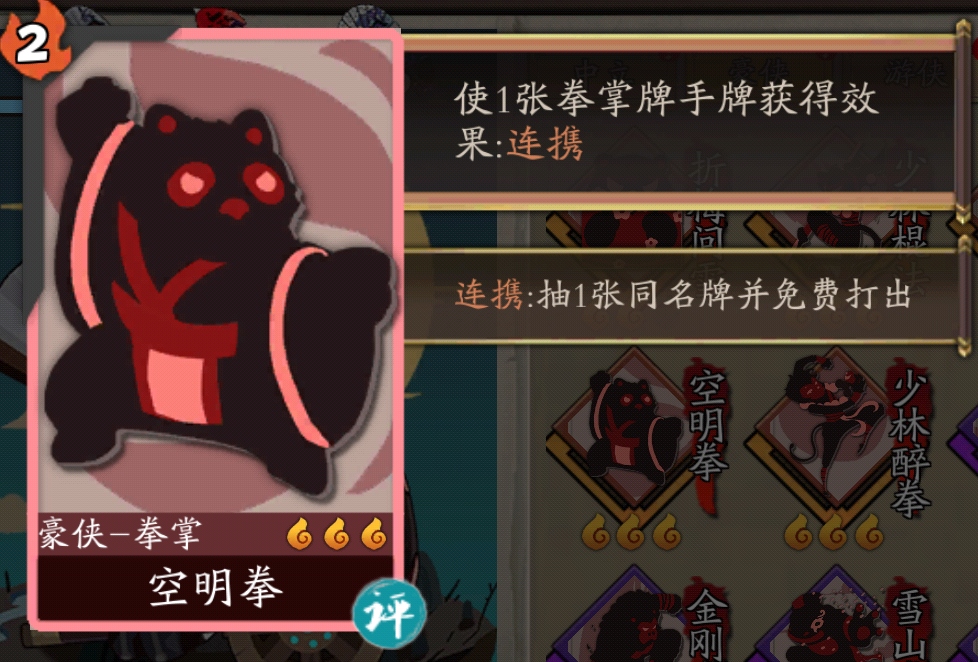 2
使1张拳掌牌手牌获得效
果:连携
连携:抽1张同名牌并免费打出
豪侠-拳掌
空明拳
评
空明拳
少林醉拳
金刚
雪山